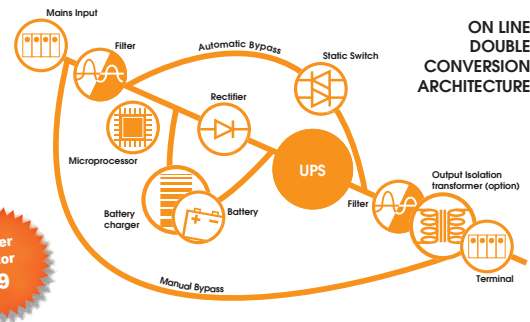 Mains Input
ON LINE
DOUBLE
CONVERSION
ARCHITECTURE
Filter
Automatic Bypass
Static Switch
Rectifier
Microprocessor
UPS
Output Isolation
transformer (option)
Filter
Battery
charger
Battery
Manual Bypass
Terminal
9